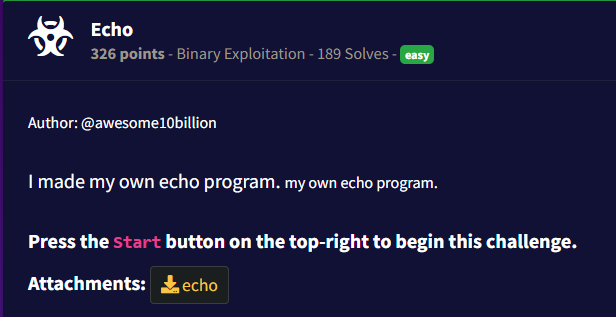 Echo
326 points - Binary Exploitation - 189 Solves - easy
Author: @awesome10billion
I made my own echo program. my own echo program.
Press the Start button on the top-right to begin this challenge.
Attachments: echo